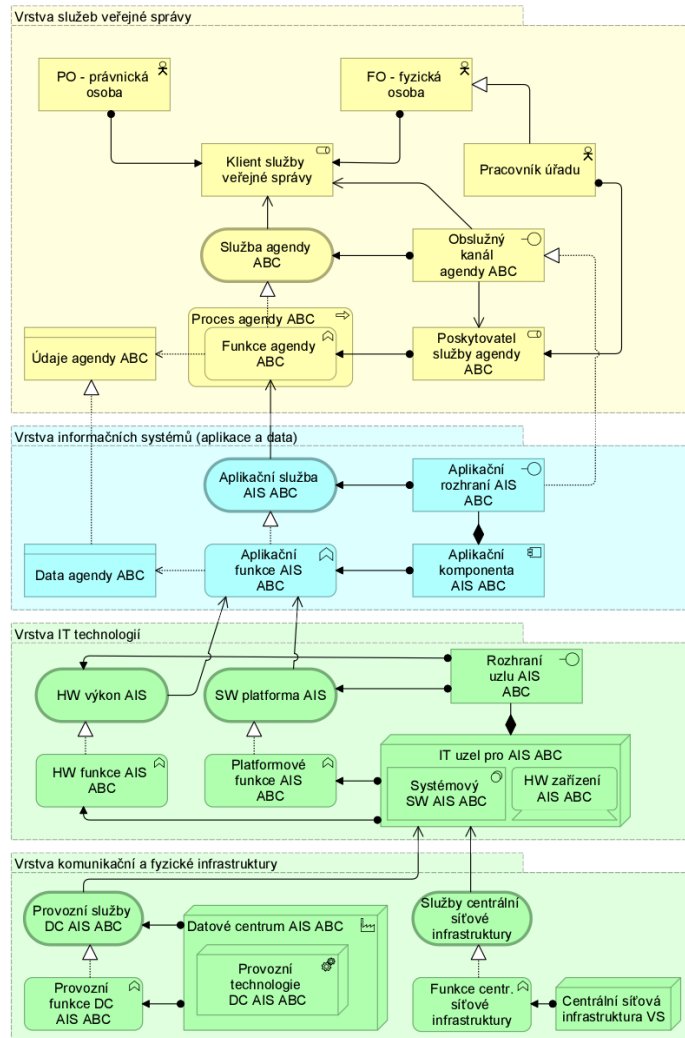 Vrstva služeb veřejné správy
PO - právnická
osoba
FO - fyzická
osoba
Klient služby
veřejné správy
Pracovník úřadu
Služba agendy
ABC
Obslužný
kanál
agendy ABC
Proces agendy ABC
Funkce agendy
ABC
Údaje agendy ABC
Poskytovatel
služby agendy
ABC
Vrstva informačních systémů (aplikace a data)
Aplikační služba
AIS ABC
Aplikační
rozhraní AIS
ABC
Data agendy ABC
Aplikační
funkce AIS
ABC
Aplikační
komponenta
AIS ABC
Vrstva IT technologií
HW výkon AIS
SW platforma AIS
Rozhraní
uzlu AIS
ABC
HW funkce AIS
ABC
Platformové
funkce AIS
ABC
IT uzel pro AIS ABC
Systémový
SW AIS ABC
HW zařízení
AIS ABC
Vrstva komunikační a fyzické infrastruktury
Provozní služby
DC AIS ABC
Datové centrum AIS ABC
Služby centrální
síťové
infrastruktury
Provozní
technologie
DC AIS ABC
Provozní
funkce DC
AIS ABC
Funkce centr.
síťové
infrastruktury
Centrální síťová
infrastruktura VS